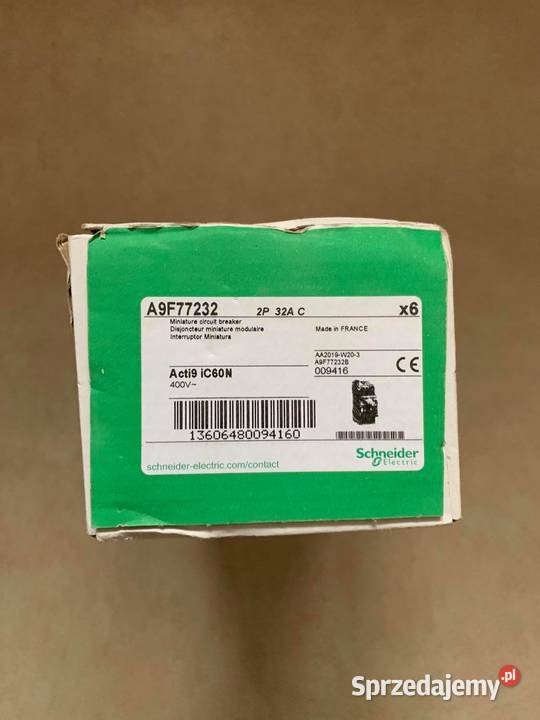 A9F77232 2P 32A C x6
Miniature circuit breaker
Disjoncteur miniature modulaire
Interruptor Miniatura
Made in FRANCE
AA2019-W20-3
A9F77232B
009416
CE
Acti9 iC60N
400V~
13606480094160
schneider-electric.com/contact
Schneider
Electric
Sprzedajemy.pl